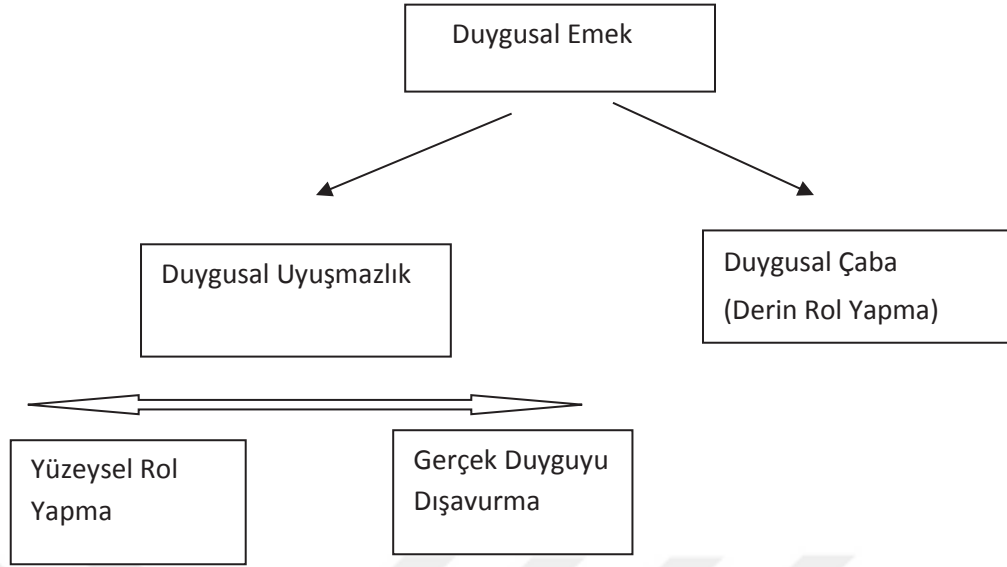 Duygusal Emek
Duygusal Uyuşmazlık
Duygusal Çaba
(Derin Rol Yapma)
Yüzeysel Rol
Yapma
Gerçek Duyguyu
Dışavurma